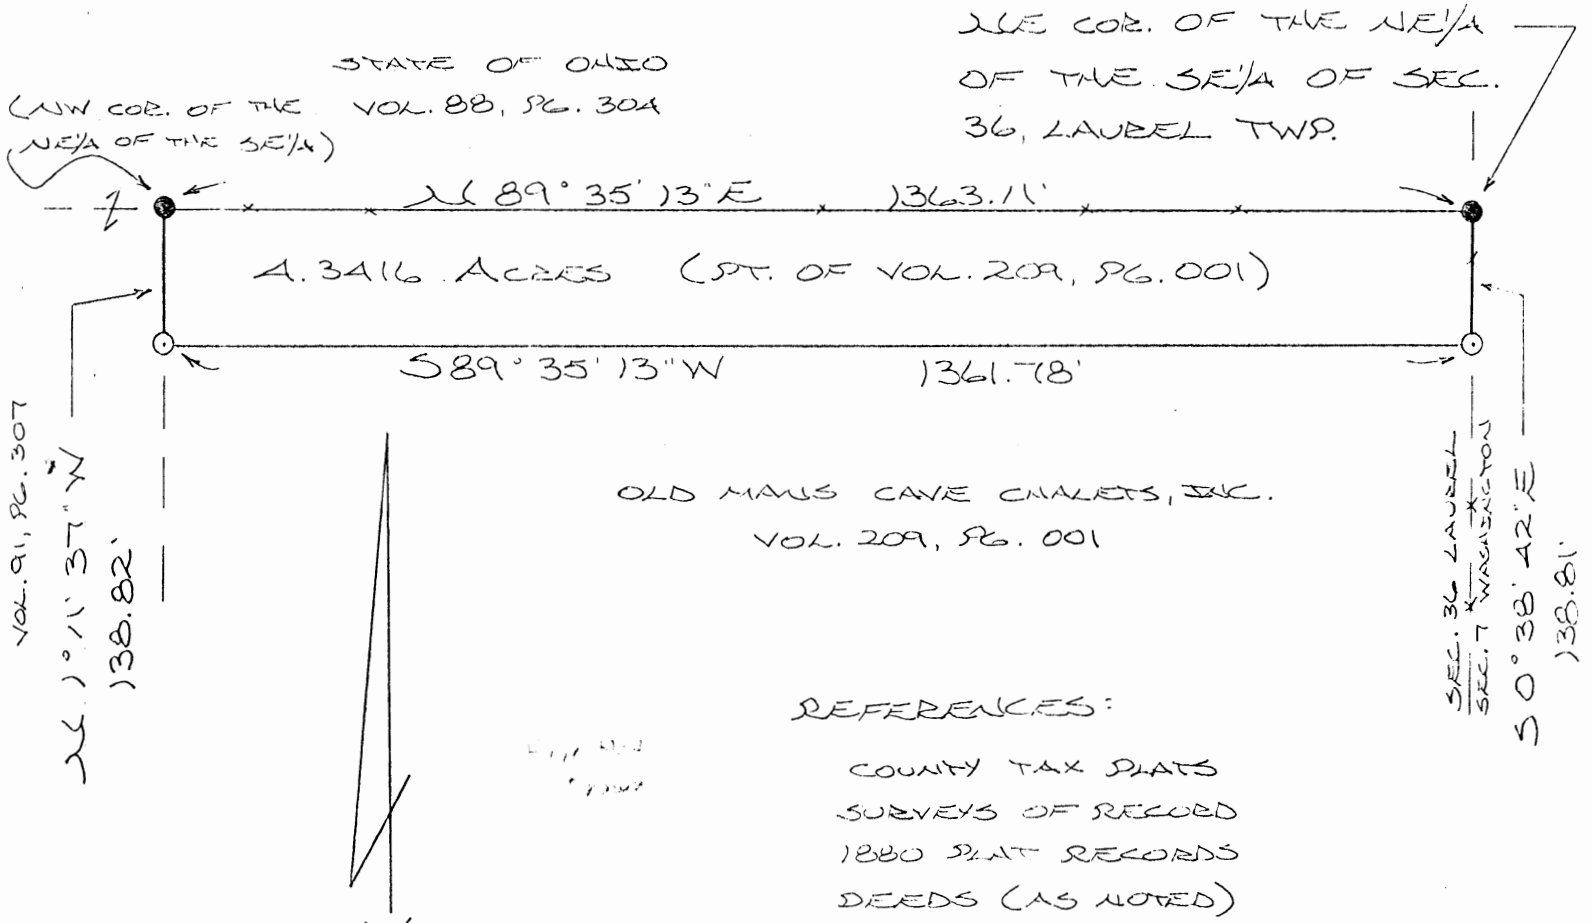 NE COR. OF THE NE1/4
OF THE SE1/4 OF SEC.
36, LAUREL TWP.
STATE OF OHIO
VOL. 88, PG. 304
(NW COR. OF THE
NE1/4 OF THE SE1/4)
N 89° 35' 13" E 1363.11'
4.3416 ACRES (PT. OF VOL. 209, PG. 001)
S 89° 35' 13" W 1361.78'
VOL. 91, PG. 307
N 1° 11' 37" W
138.82'
OLD MANS CAVE CHALETS, INC.
VOL. 209, PG. 001
SEC. 36 LAUREL
SEC. 7 WASHINGTON
S 0° 38' 42" E
138.81'
REFERENCES:
COUNTY TAX PLATS
SURVEYS OF RECORD
1880 PLAT RECORDS
DEEDS (AS NOTED)